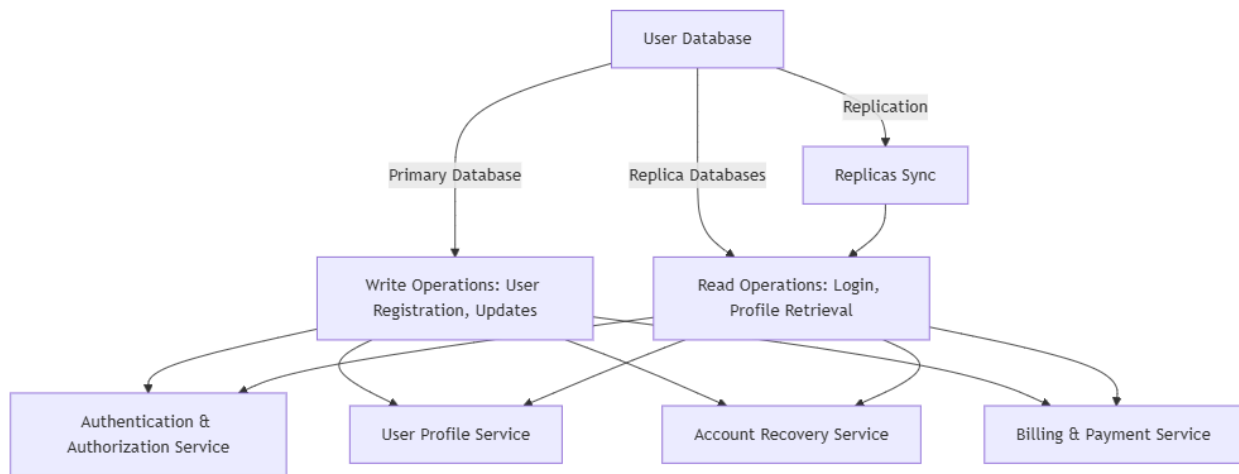 User Database
Replication
Primary Database
Replica Databases
Replicas Sync
Write Operations: User
Registration, Updates
Read Operations: Login,
Profile Retrieval
Authentication &
Authorization Service
User Profile Service
Account Recovery Service
Billing & Payment Service